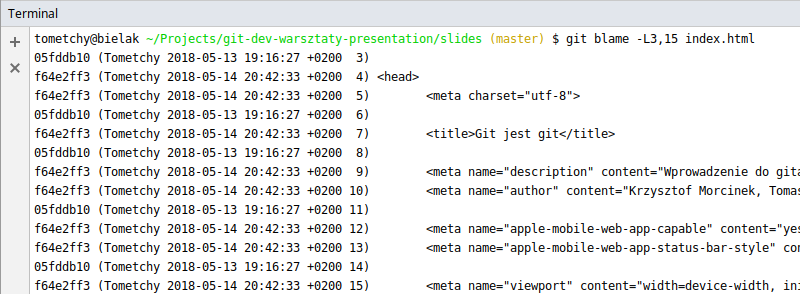 Terminal
tometchy@bielak ~/Projects/git-dev-warsztaty-presentation/slides (master) $ git blame -L3,15 index.html
05fddb10 (Tometchy 2018-05-13 19:16:27 +0200  3)
f64e2ff3 (Tometchy 2018-05-14 20:42:33 +0200  4) <head>
f64e2ff3 (Tometchy 2018-05-14 20:42:33 +0200  5)        <meta charset="utf-8">
05fddb10 (Tometchy 2018-05-13 19:16:27 +0200  6)
f64e2ff3 (Tometchy 2018-05-14 20:42:33 +0200  7)        <title>Git jest git</title>
05fddb10 (Tometchy 2018-05-13 19:16:27 +0200  8)
f64e2ff3 (Tometchy 2018-05-14 20:42:33 +0200  9)        <meta name="description" content="Wprowadzenie do gita
f64e2ff3 (Tometchy 2018-05-14 20:42:33 +0200 10)        <meta name="author" content="Krzysztof Morcinek, Tomas
05fddb10 (Tometchy 2018-05-13 19:16:27 +0200 11)
f64e2ff3 (Tometchy 2018-05-14 20:42:33 +0200 12)        <meta name="apple-mobile-web-app-capable" content="yes
f64e2ff3 (Tometchy 2018-05-14 20:42:33 +0200 13)        <meta name="apple-mobile-web-app-status-bar-style" con
05fddb10 (Tometchy 2018-05-13 19:16:27 +0200 14)
f64e2ff3 (Tometchy 2018-05-14 20:42:33 +0200 15)        <meta name="viewport" content="width=device-width, ini